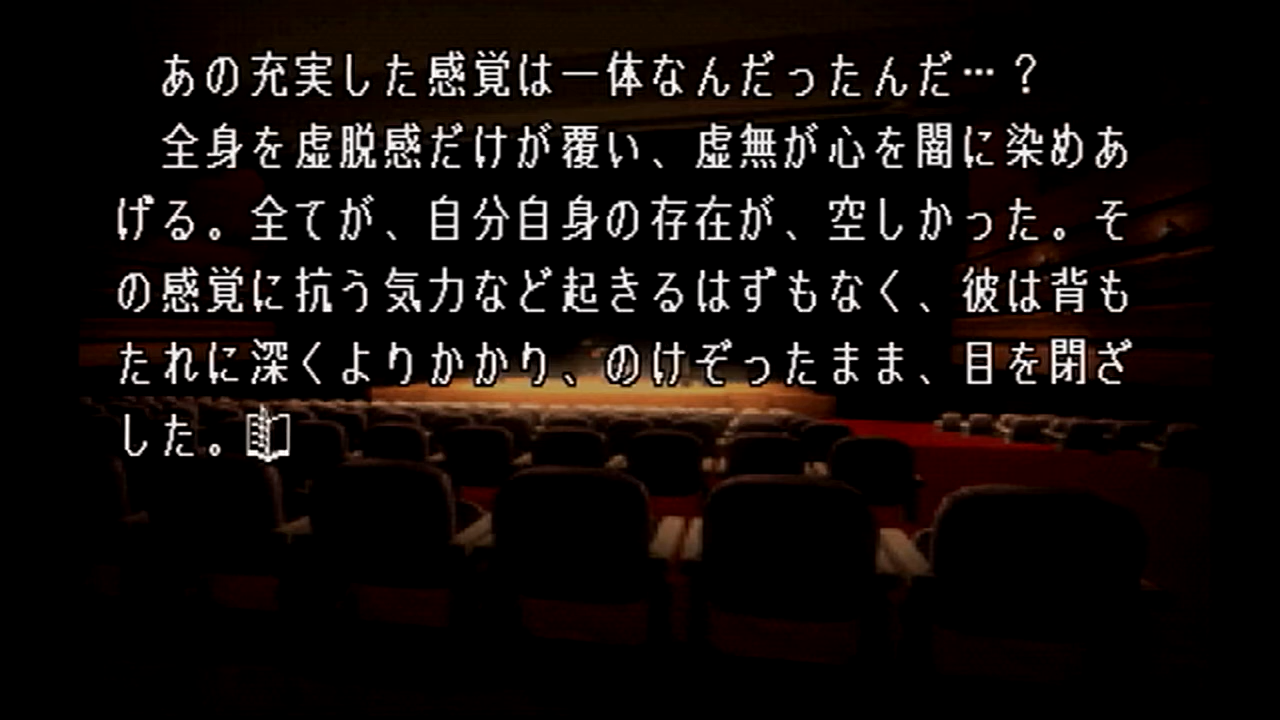 あの充実した感覚は一体なんだったんだ…？
　全身を虚脱感だけが覆い、虚無が心を闇に染めあ
げる。全てが、自分自身の存在が、空しかった。そ
の感覚に抗う気力など起きるはずもなく、彼は背も
たれに深くよりかかり、のけぞったまま、目を閉ざ
した。